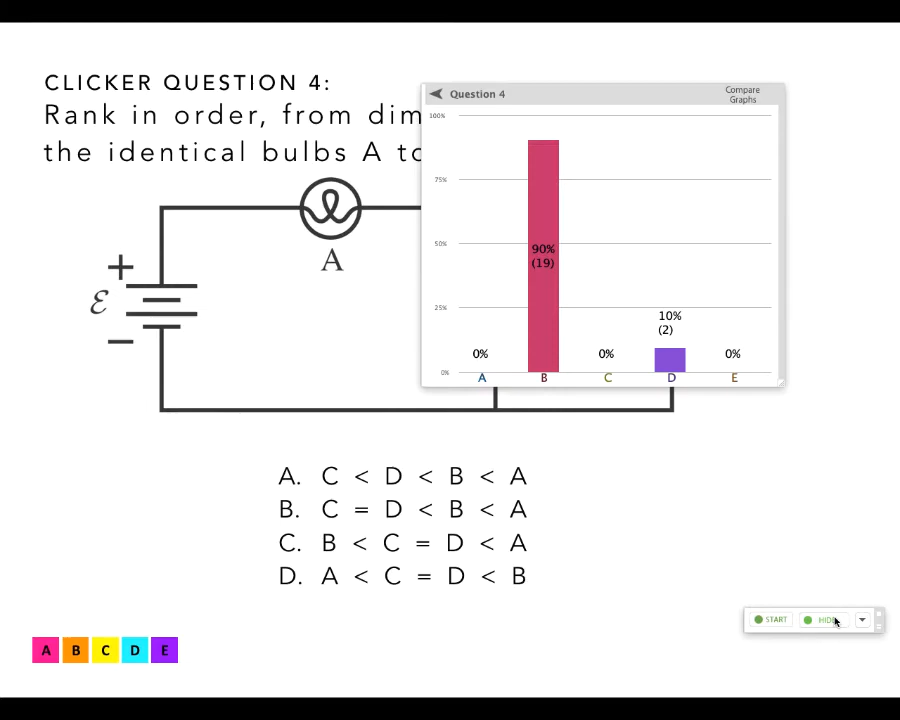 CLICKER QUESTION 4:
Rank in order, from dim
the identical bulbs A to
Question 4
Compare
Graphs
100%
75%
50%
25%
0%
0%
90%
(19)
0%
10%
(2)
0%
A B C D E
A
+
ℰ
−
A. C < D < B < A
B. C = D < B < A
C. B < C = D < A
D. A < C = D < B
START
HIDE
A B C D E